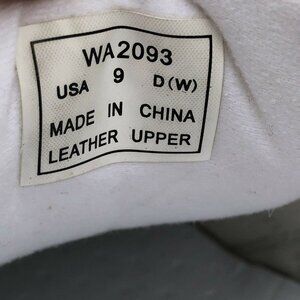 WA2093
USA 9 D(W)
MADE IN CHINA
LEATHER UPPER